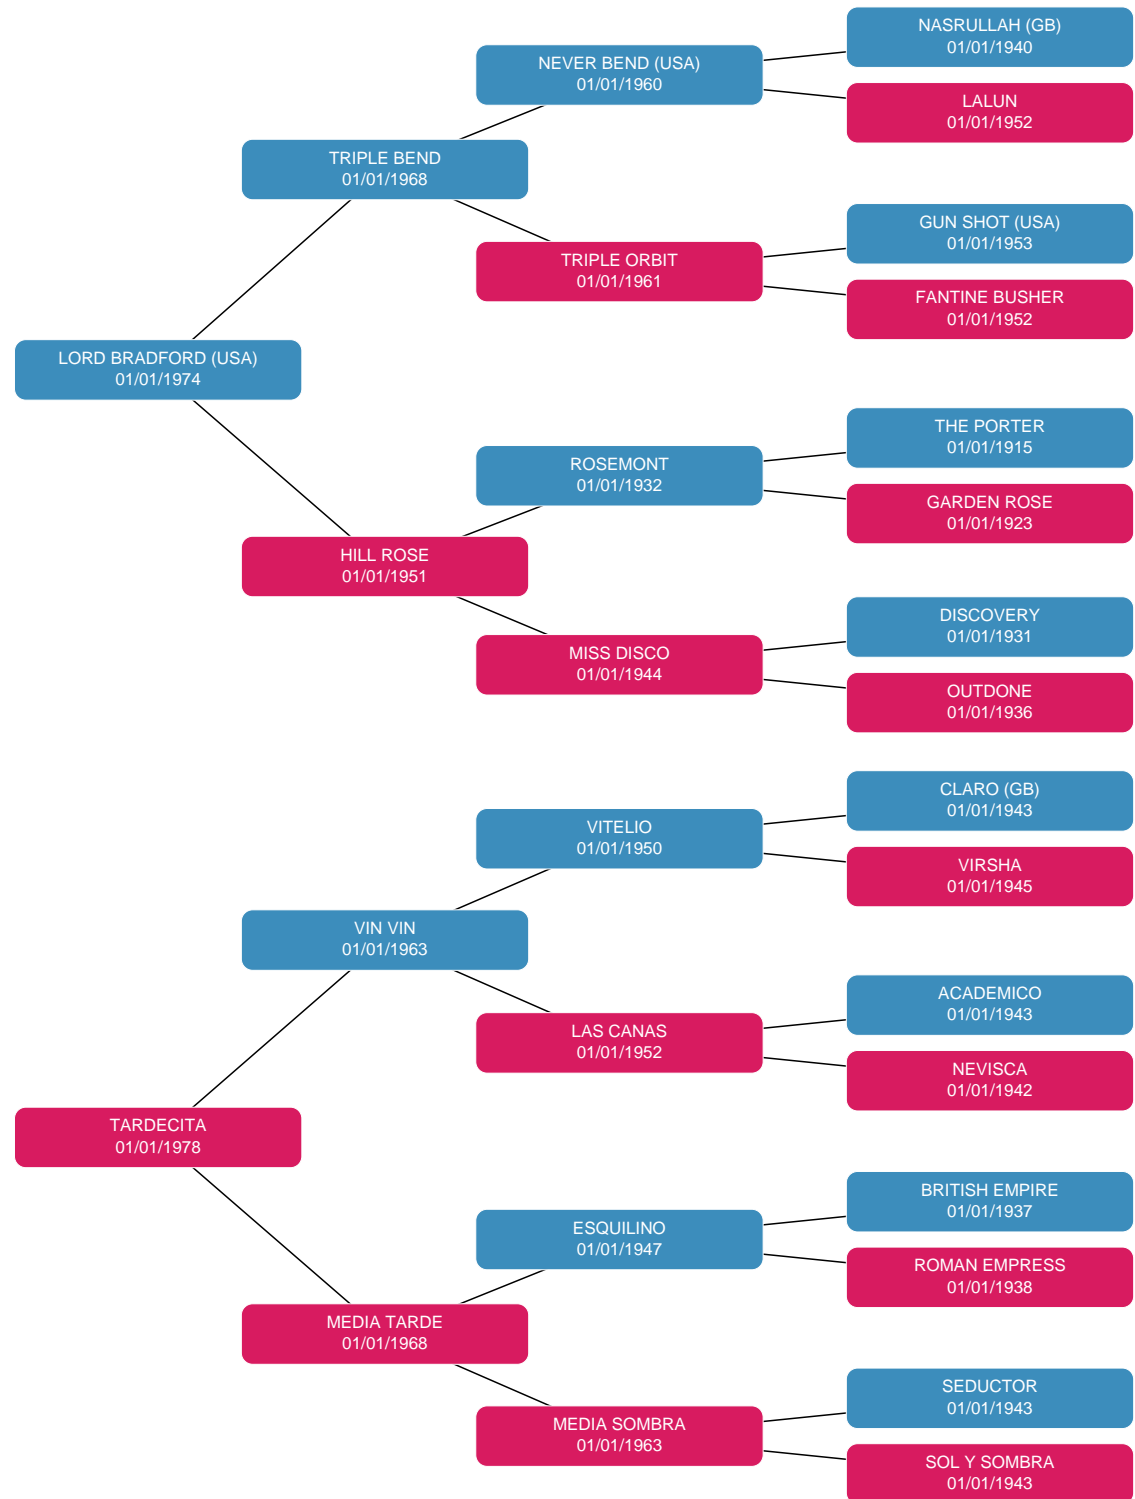 NASRULLAH (GB)
01/01/1940
NEVER BEND (USA)
01/01/1960
LALUN
01/01/1952
TRIPLE BEND
01/01/1968
GUN SHOT (USA)
01/01/1953
TRIPLE ORBIT
01/01/1961
FANTINE BUSHER
01/01/1952
LORD BRADFORD (USA)
01/01/1974
THE PORTER
01/01/1915
ROSEMONT
01/01/1932
GARDEN ROSE
01/01/1923
HILL ROSE
01/01/1951
DISCOVERY
01/01/1931
MISS DISCO
01/01/1944
OUTDONE
01/01/1936
CLARO (GB)
01/01/1943
VITELIO
01/01/1950
VIRSHA
01/01/1945
VIN VIN
01/01/1963
ACADEMICO
01/01/1943
LAS CANAS
01/01/1952
NEVISCA
01/01/1942
TARDECITA
01/01/1978
BRITISH EMPIRE
01/01/1937
ESQUILINO
01/01/1947
ROMAN EMPRESS
01/01/1938
MEDIA TARDE
01/01/1968
SEDUCTOR
01/01/1943
MEDIA SOMBRA
01/01/1963
SOL Y SOMBRA
01/01/1943